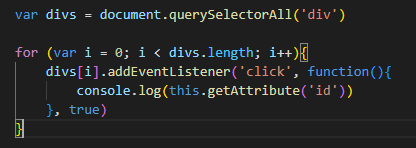 var divs = document.querySelectorAll('div')
for (var i = 0; i < divs.length; i++){
divs[i].addEventListener('click', function(){
console.log(this.getAttribute('id'))
}, true)
}